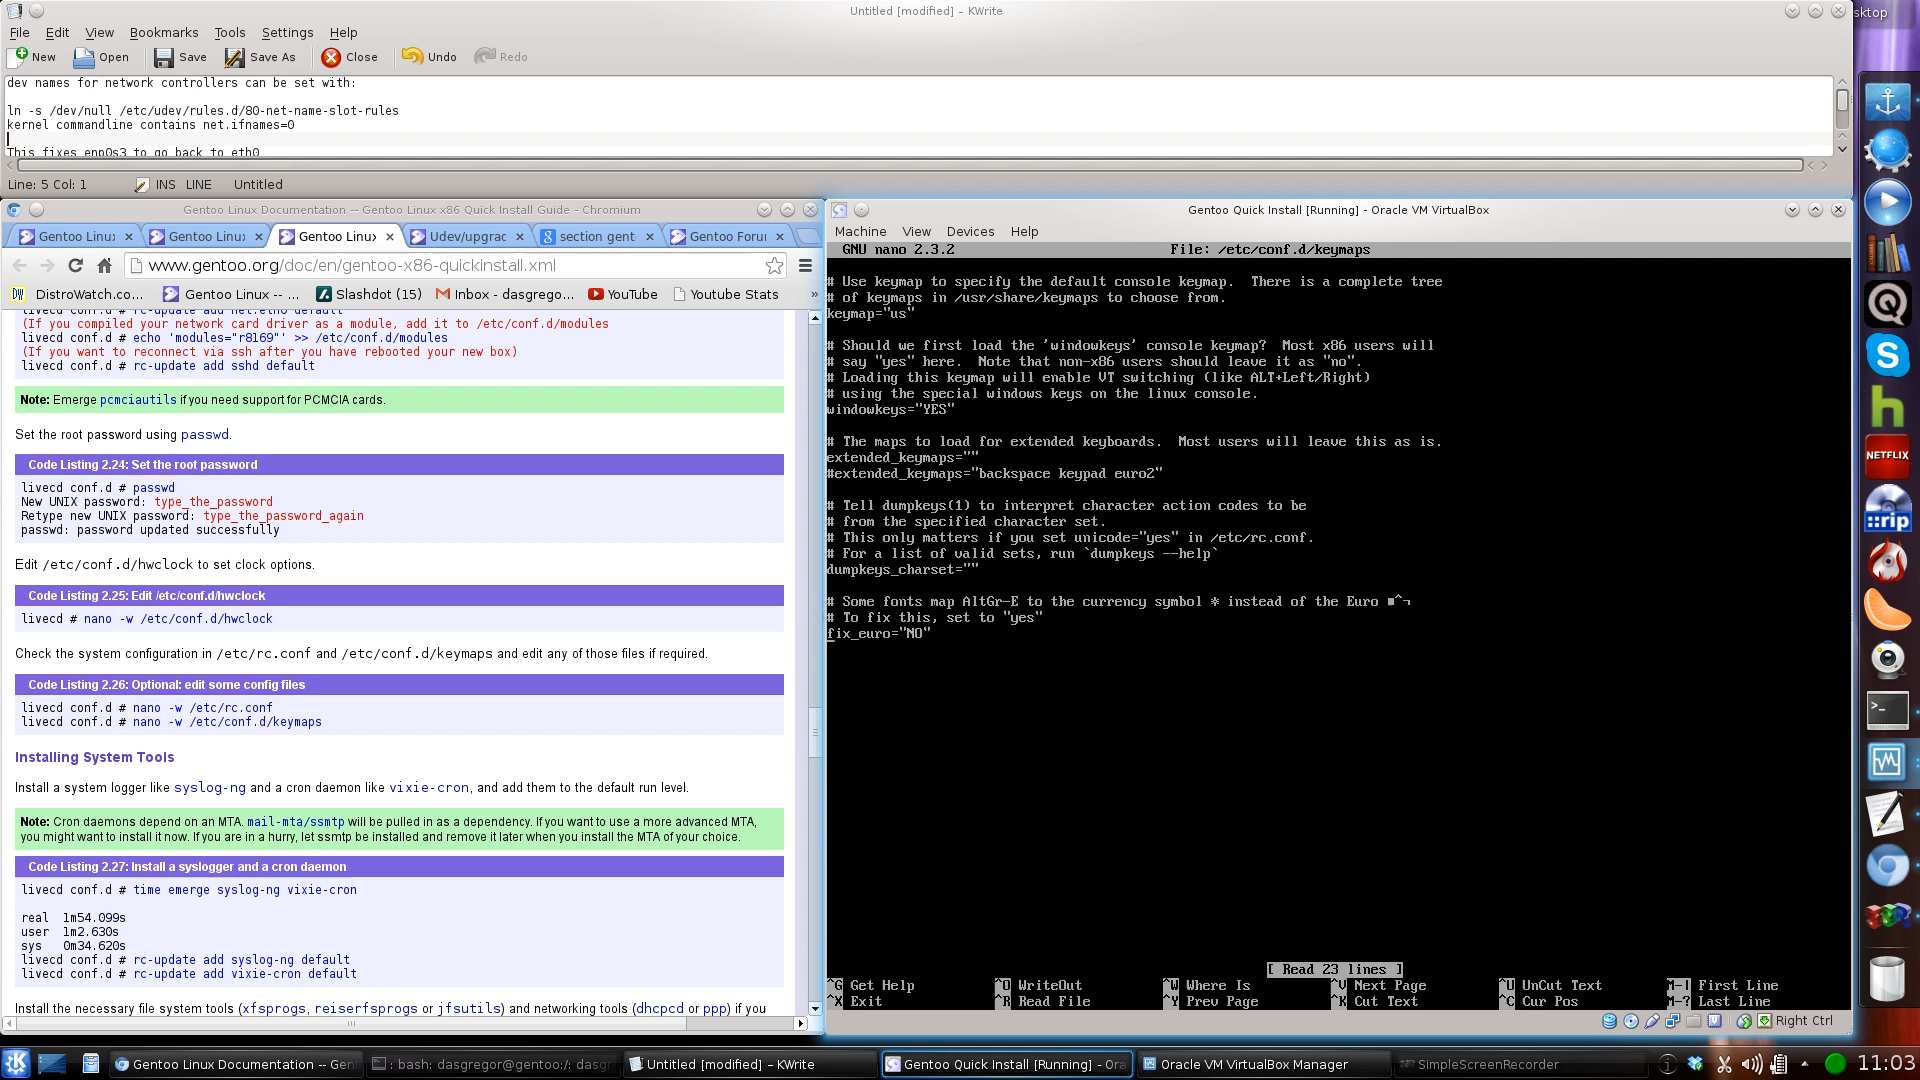 Untitled [modified] – KWrite
sktop
File Edit View Bookmarks Tools Settings Help
New Open Save Save As Close Undo Redo
dev names for network controllers can be set with:
ln -s /dev/null /etc/udev/rules.d/80-net-name-slot-rules
kernel commandline contains net.ifnames=0
This fixes enp0s3 to go back to eth0
Line: 5 Col: 1 INS LINE Untitled
Gentoo Linux Documentation -- Gentoo Linux x86 Quick Install Guide - Chromium
Gentoo Linux Gentoo Linux Gentoo Linux Udev/upgrad section gent Gentoo Foru
www.gentoo.org/doc/en/gentoo-x86-quickinstall.xml
DistroWatch.co... Gentoo Linux -- ... Slashdot (15) Inbox - dasgrego... YouTube Youtube Stats »
livecd conf.d # rc-update add net.eth0 default
(If you compiled your network card driver as a module, add it to /etc/conf.d/modules
livecd conf.d # echo 'modules="r8169"' >> /etc/conf.d/modules
(If you want to reconnect via ssh after you have rebooted your new box)
livecd conf.d # rc-update add sshd default
Note: Emerge pcmciautils if you need support for PCMCIA cards.
Set the root password using passwd.
Code Listing 2.24: Set the root password
livecd conf.d # passwd
New UNIX password: type_the_password
Retype new UNIX password: type_the_password_again
passwd: password updated successfully
Edit /etc/conf.d/hwclock to set clock options.
Code Listing 2.25: Edit /etc/conf.d/hwclock
livecd # nano -w /etc/conf.d/hwclock
Check the system configuration in /etc/rc.conf and /etc/conf.d/keymaps and edit any of those files if required.
Code Listing 2.26: Optional: edit some config files
livecd conf.d # nano -w /etc/rc.conf
livecd conf.d # nano -w /etc/conf.d/keymaps
Installing System Tools
Install a system logger like syslog-ng and a cron daemon like vixie-cron, and add them to the default run level.
Note: Cron daemons depend on an MTA. mail-mta/ssmtp will be pulled in as a dependency. If you want to use a more advanced MTA,
you might want to install it now. If you are in a hurry, let ssmtp be installed and remove it later when you install the MTA of your choice.
Code Listing 2.27: Install a syslogger and a cron daemon
livecd conf.d # time emerge syslog-ng vixie-cron
real 1m54.099s
user 1m2.630s
sys 0m34.620s
livecd conf.d # rc-update add syslog-ng default
livecd conf.d # rc-update add vixie-cron default
Install the necessary file system tools (xfsprogs, reiserfsprogs or jfsutils) and networking tools (dhcpcd or ppp) if you
Gentoo Quick Install [Running] - Oracle VM VirtualBox
Machine View Devices Help
GNU nano 2.3.2 File: /etc/conf.d/keymaps
# Use keymap to specify the default console keymap.  There is a complete tree
# of keymaps in /usr/share/keymaps to choose from.
keymap="us"
# Should we first load the 'windowkeys' console keymap?  Most x86 users will
# say "yes" here.  Note that non-x86 users should leave it as "no".
# Loading this keymap will enable VT switching (like ALT+Left/Right)
# using the special windows keys on the linux console.
windowkeys="YES"
# The maps to load for extended keyboards.  Most users will leave this as is.
extended_keymaps=""
#extended_keymaps="backspace keypad euro2"
# Tell dumpkeys(1) to interpret character action codes to be
# from the specified character set.
# This only matters if you set unicode="yes" in /etc/rc.conf.
# For a list of valid sets, run `dumpkeys --help`
dumpkeys_charset=""
# Some fonts map AltGr-E to the currency symbol * instead of the Euro ■^¬
# To fix this, set to "yes"
fix_euro="NO"
[ Read 23 lines ]
^G Get Help ^O WriteOut ^W Where Is ^V Next Page ^U UnCut Text M-| First Line
^X Exit ^R Read File ^Y Prev Page ^K Cut Text ^C Cur Pos M-? Last Line
Right Ctrl
NETFLIX
::rip
Gentoo Linux Documentation -- Gen : bash: dasgregor@gentoo:/: dasg Untitled [modified] – KWrite Gentoo Quick Install [Running] - Ora Oracle VM VirtualBox Manager SimpleScreenRecorder 11:03